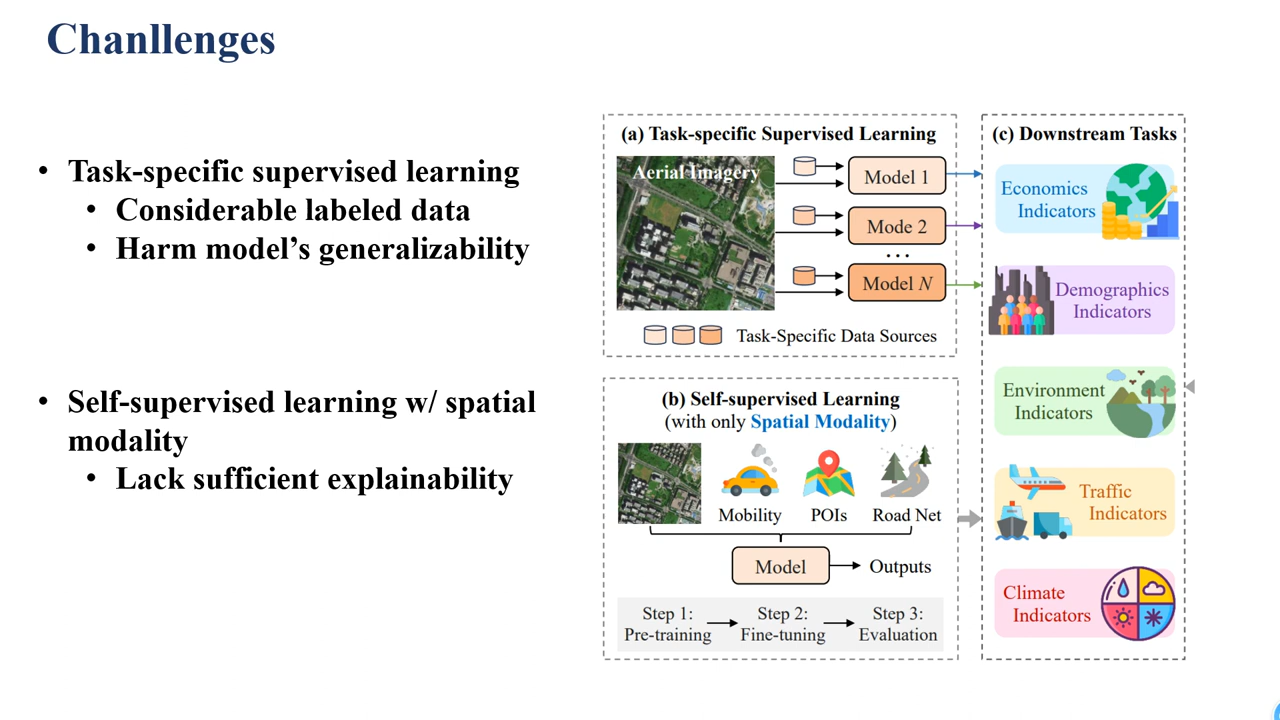 Chanllenges
• Task-specific supervised learning
• Considerable labeled data
• Harm model's generalizability
• Self-supervised learning w/ spatial
modality
• Lack sufficient explainability
(a) Task-specific Supervised Learning
Aerial Imagery
Model 1
Mode 2
...
Model N
Task-Specific Data Sources
(b) Self-supervised Learning
(with only Spatial Modality)
Mobility
POIs
Road Net
Model
Outputs
Step 1:
Pre-training
Step 2:
Fine-tuning
Step 3:
Evaluation
(c) Downstream Tasks
Economics
Indicators
Demographics
Indicators
Environment
Indicators
Traffic
Indicators
Climate
Indicators